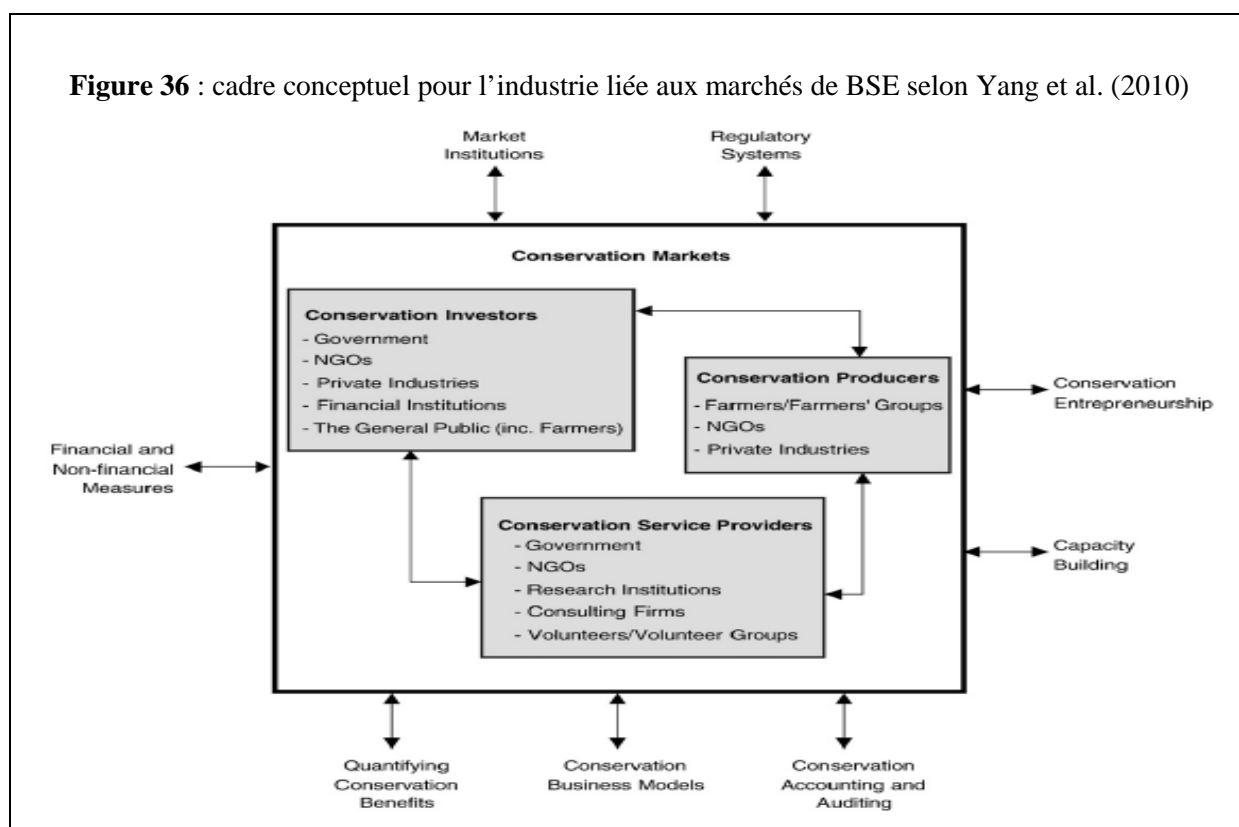 Figure 36 : cadre conceptuel pour l’industrie liée aux marchés de BSE selon Yang et al. (2010)
Market
Institutions
Regulatory
Systems
Conservation Markets
Conservation Investors
- Government
- NGOs
- Private Industries
- Financial Institutions
- The General Public (inc. Farmers)
Conservation Producers
- Farmers/Farmers' Groups
- NGOs
- Private Industries
Conservation
Entrepreneurship
Financial and
Non-financial
Measures
Conservation Service Providers
- Government
- NGOs
- Research Institutions
- Consulting Firms
- Volunteers/Volunteer Groups
Capacity
Building
Quantifying
Conservation
Benefits
Conservation
Business Models
Conservation
Accounting and
Auditing